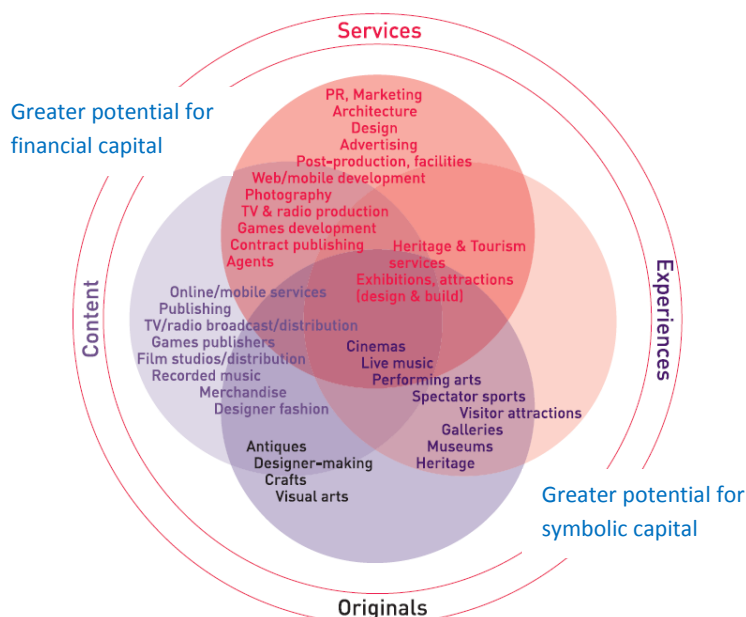 Services
Greater potential for
financial capital
PR, Marketing
Architecture
Design
Advertising
Post-production, facilities
Web/mobile development
Photography
TV & radio production
Games development
Contract publishing
Agents
Heritage & Tourism
services
Exhibitions, attractions
(design & build)
Content
Online/mobile services
Publishing
TV/radio broadcast/distribution
Games publishers
Film studios/distribution
Recorded music
Merchandise
Designer fashion
Experiences
Cinemas
Live music
Performing arts
Spectator sports
Visitor attractions
Galleries
Museums
Heritage
Antiques
Designer-making
Crafts
Visual arts
Greater potential for
symbolic capital
Originals